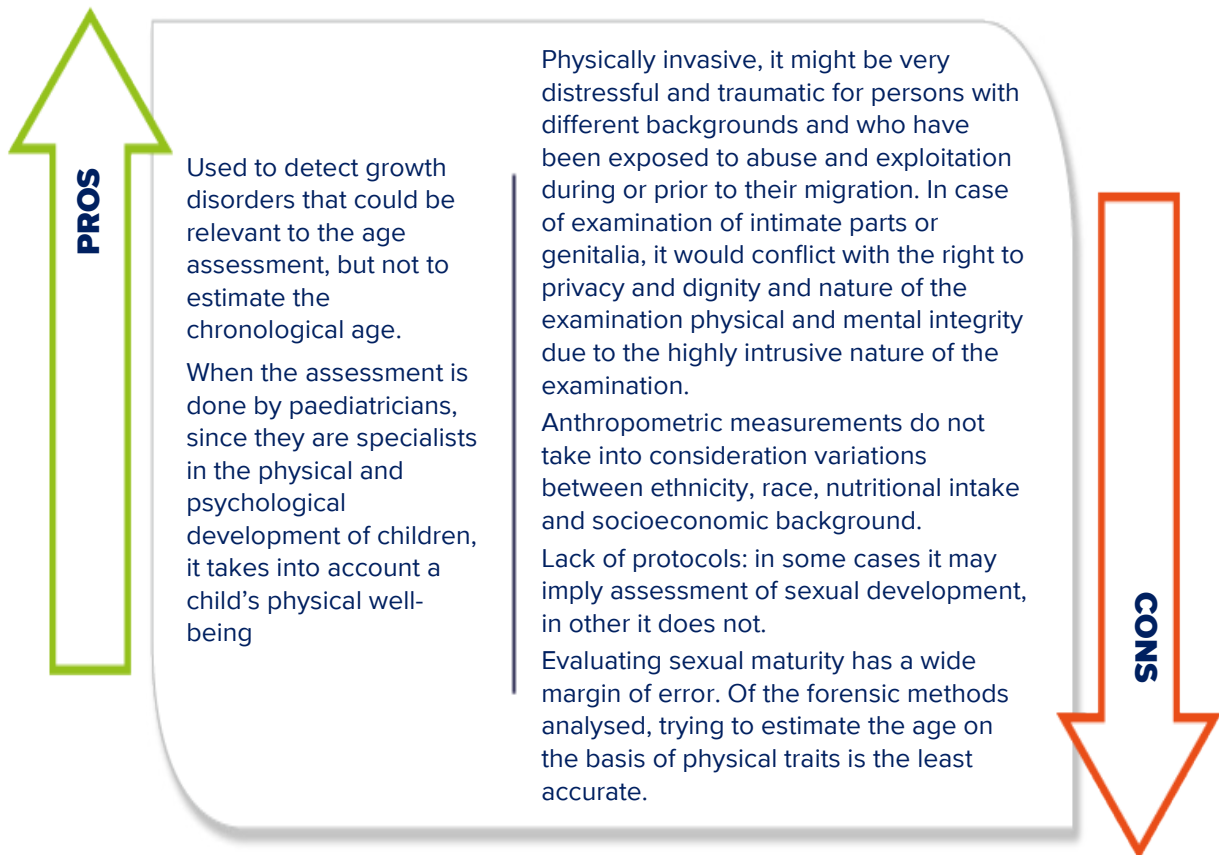 PROS
Used to detect growth
disorders that could be
relevant to the age
assessment, but not to
estimate the
chronological age.
When the assessment is
done by paediatricians,
since they are specialists
in the physical and
psychological
development of children,
it takes into account a
child’s physical well-
being
Physically invasive, it might be very
distressful and traumatic for persons with
different backgrounds and who have
been exposed to abuse and exploitation
during or prior to their migration. In case
of examination of intimate parts or
genitalia, it would conflict with the right to
privacy and dignity and nature of the
examination physical and mental integrity
due to the highly intrusive nature of the
examination.
Anthropometric measurements do not
take into consideration variations
between ethnicity, race, nutritional intake
and socioeconomic background.
Lack of protocols: in some cases it may
imply assessment of sexual development,
in other it does not.
Evaluating sexual maturity has a wide
margin of error. Of the forensic methods
analysed, trying to estimate the age on
the basis of physical traits is the least
accurate.
CONS